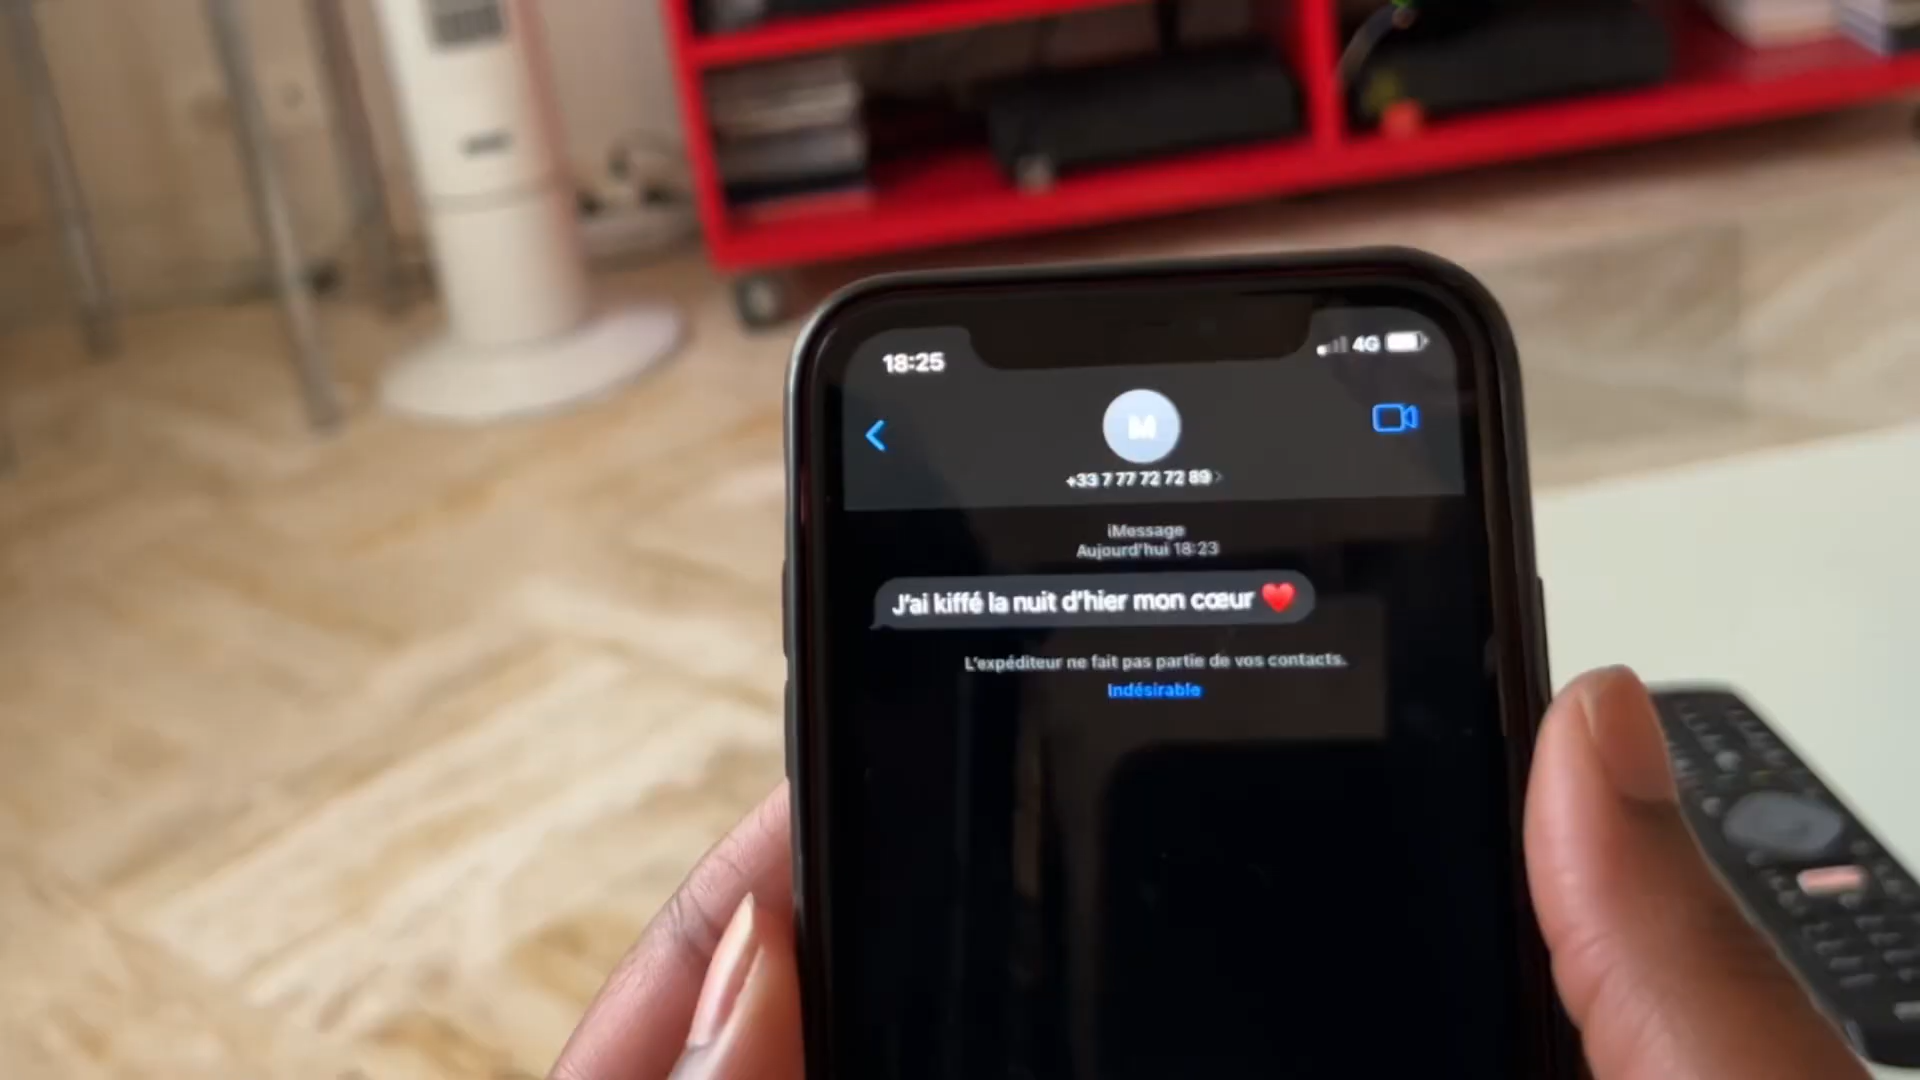 18:25
4G
M
+33 7 77 72 72 89
iMessage
Aujourd'hui 18:23
J'ai kiffé la nuit d'hier mon cœur ❤️
L'expéditeur ne fait pas partie de vos contacts.
Indésirable